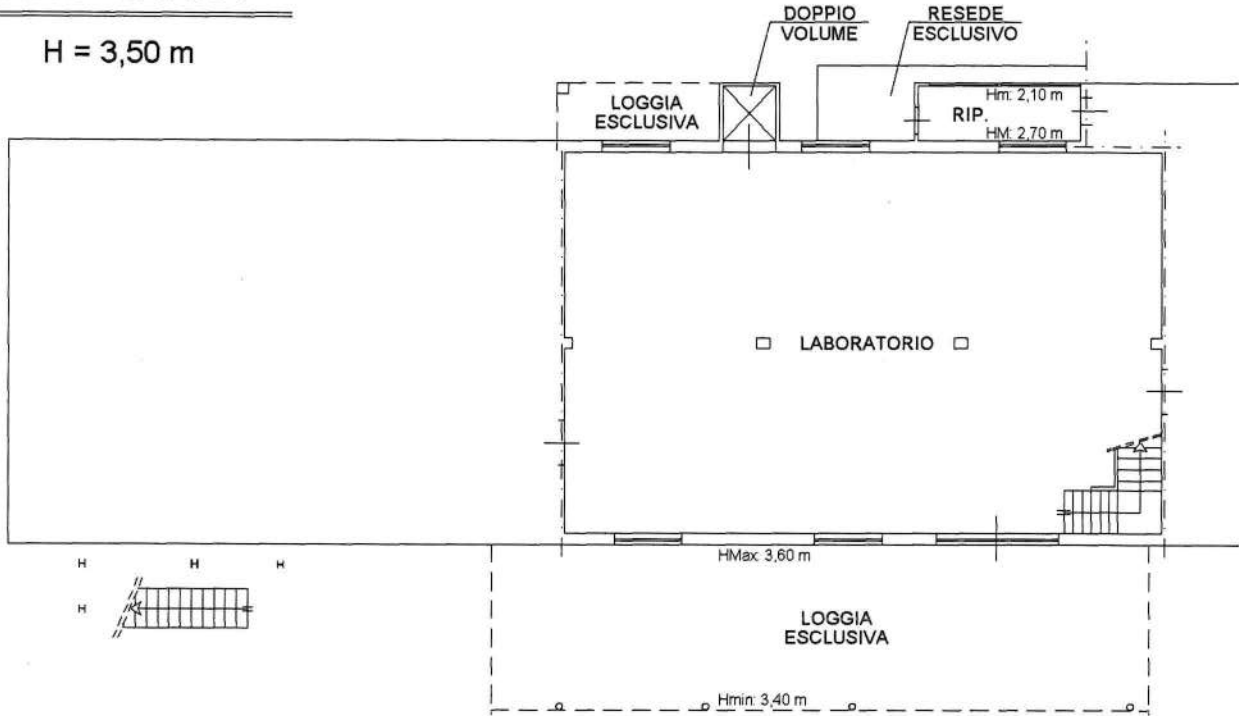 H = 3,50 m
DOPPIO
VOLUME
RESEDE
ESCLUSIVO
LOGGIA
ESCLUSIVA
Hm: 2,10 m
RIP.
HM: 2,70 m
LABORATORIO
HMax: 3,60 m
H H H
H
LOGGIA
ESCLUSIVA
Hmin: 3,40 m